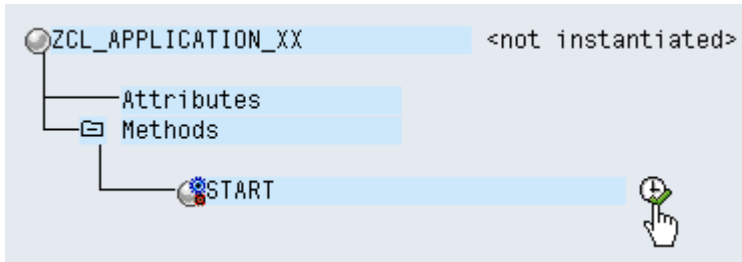 ZCL_APPLICATION_XX <not instantiated>
Attributes
Methods
START